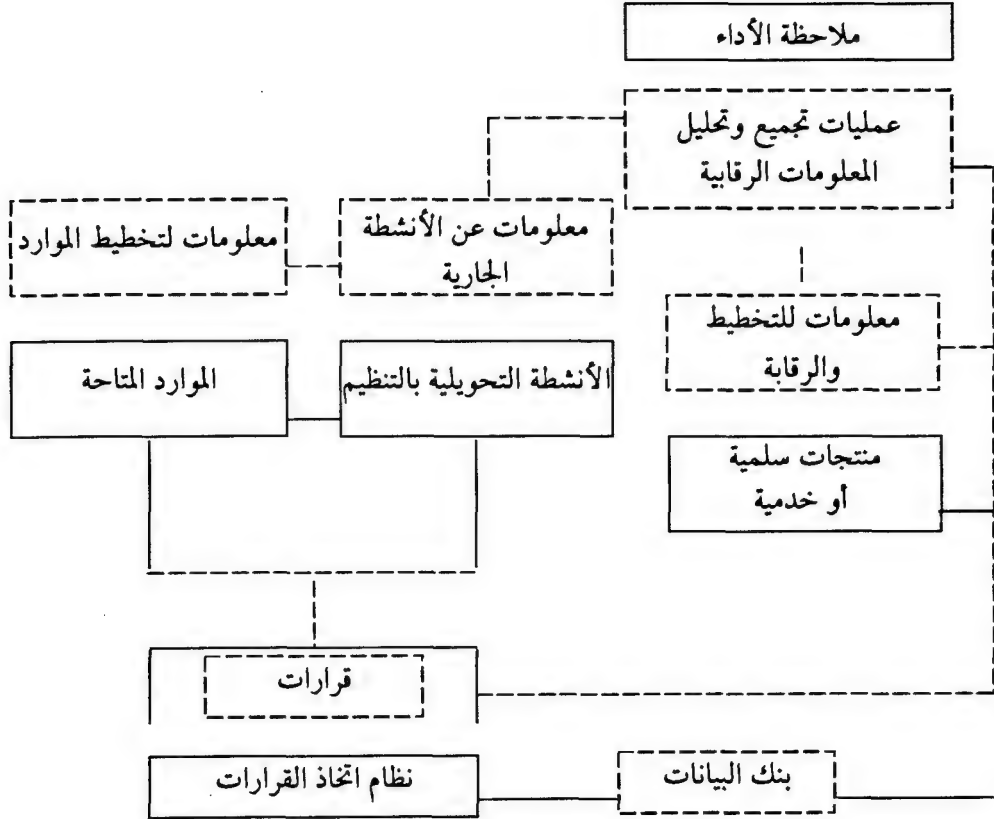 ملاحظة الأداء
عمليات تجميع وتحليل
المعلومات الرقابية
معلومات عن الأنشطة
الجارية
معلومات لتخطيط الموارد
معلومات للتخطيط
والرقابة
الأنشطة التحويلية بالتنظيم
الموارد المتاحة
منتجات سلمية
أو خدمية
قرارات
بنك البيانات
نظام اتخاذ القرارات